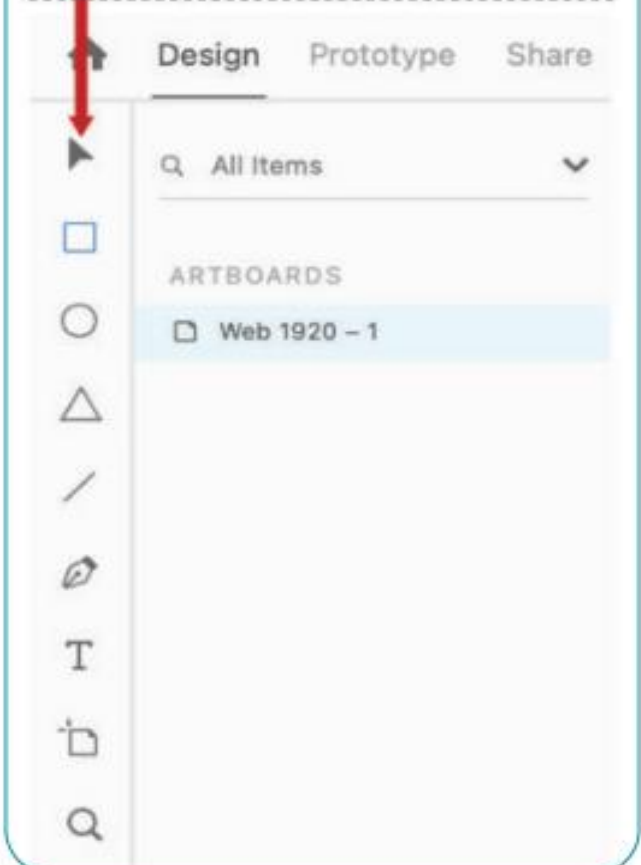 Design Prototype Share
All Items
ARTBOARDS
Web 1920 – 1
T